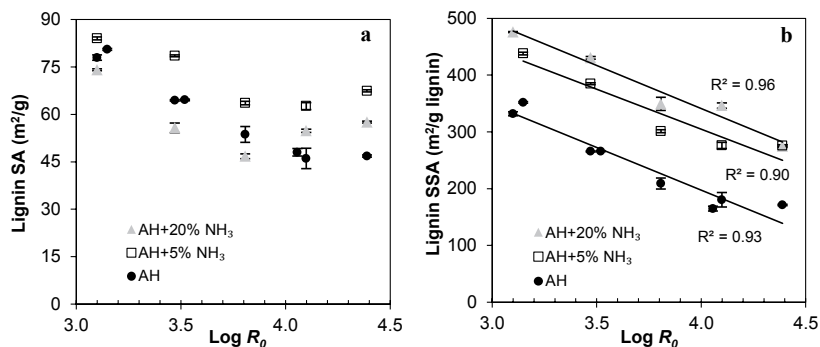 90
75
60
45
30
15
0
Lignin SA (m²/g)
a
AH+20% NH₃
AH+5% NH₃
AH
3.0 3.5 4.0 4.5
Log R₀
500
400
300
200
100
0
Lignin SSA (m²/g lignin)
b
R² = 0.96
R² = 0.90
R² = 0.93
AH+20% NH₃
AH+5% NH₃
AH
3.0 3.5 4.0 4.5
Log R₀